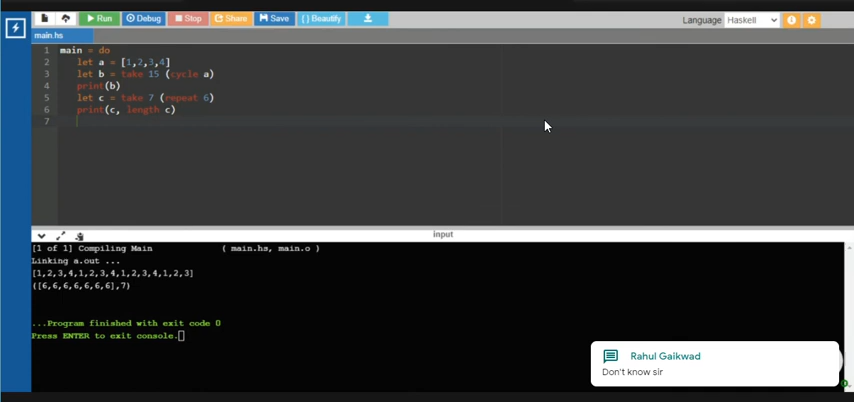 Run Debug Stop Share Save { } Beautify Language Haskell
main.hs
1 main = do
2 let a = [1,2,3,4]
3 let b = take 15 (cycle a)
4 print(b)
5 let c = take 7 (repeat 6)
6 print(c, length c)
7
input
[1 of 1] Compiling Main ( main.hs, main.o )
Linking a.out ...
[1,2,3,4,1,2,3,4,1,2,3,4,1,2,3]
([6,6,6,6,6,6,6],7)
...Program finished with exit code 0
Press ENTER to exit console.
Rahul Gaikwad
Don't know sir